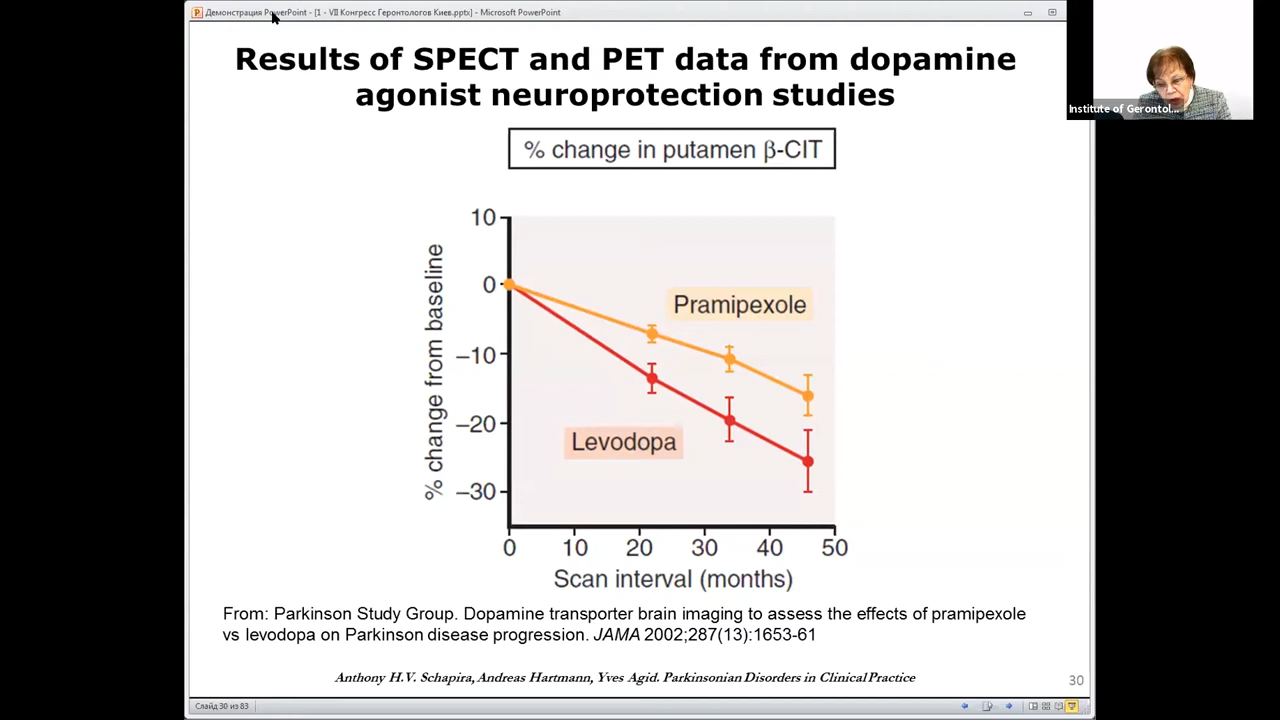 Демонстрация PowerPoint - [1 - VII Конгресс Геронтологов Киев.pptx] - Microsoft PowerPoint
Results of SPECT and PET data from dopamine
agonist neuroprotection studies
Institute of Gerontol...
% change in putamen β-CIT
% change from baseline
10
0
–10
–20
–30
Pramipexole
Levodopa
0 10 20 30 40 50
Scan interval (months)
From: Parkinson Study Group. Dopamine transporter brain imaging to assess the effects of pramipexole
vs levodopa on Parkinson disease progression. JAMA 2002;287(13):1653-61
Anthony H.V. Schapira, Andreas Hartmann, Yves Agid. Parkinsonian Disorders in Clinical Practice
30
Слайд 30 из 83